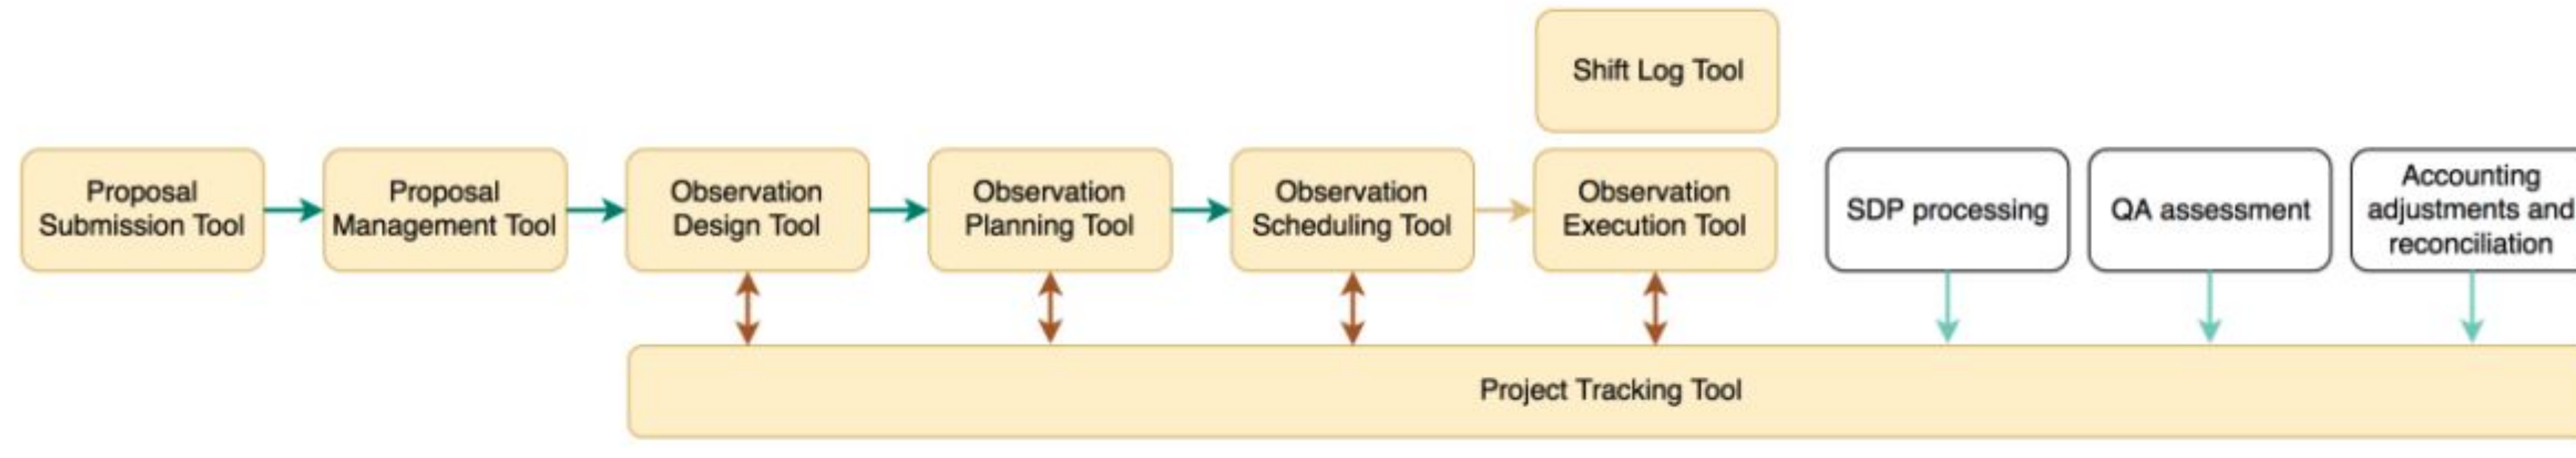 Shift Log Tool
Proposal
Submission Tool
Proposal
Management Tool
Observation
Design Tool
Observation
Planning Tool
Observation
Scheduling Tool
Observation
Execution Tool
SDP processing
QA assessment
Accounting
adjustments and
reconciliation
Project Tracking Tool